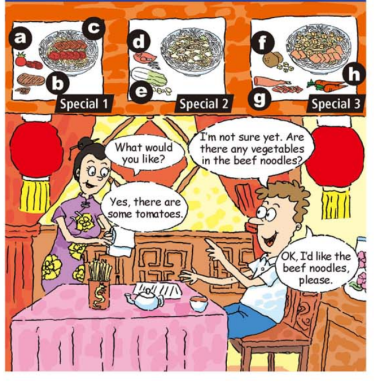 a
c
b
Special 1
d
e
Special 2
f
g
h
Special 3
What would
you like?
I'm not sure yet. Are
there any vegetables
in the beef noodles?
Yes, there are
some tomatoes.
OK, I'd like the
beef noodles,
please.